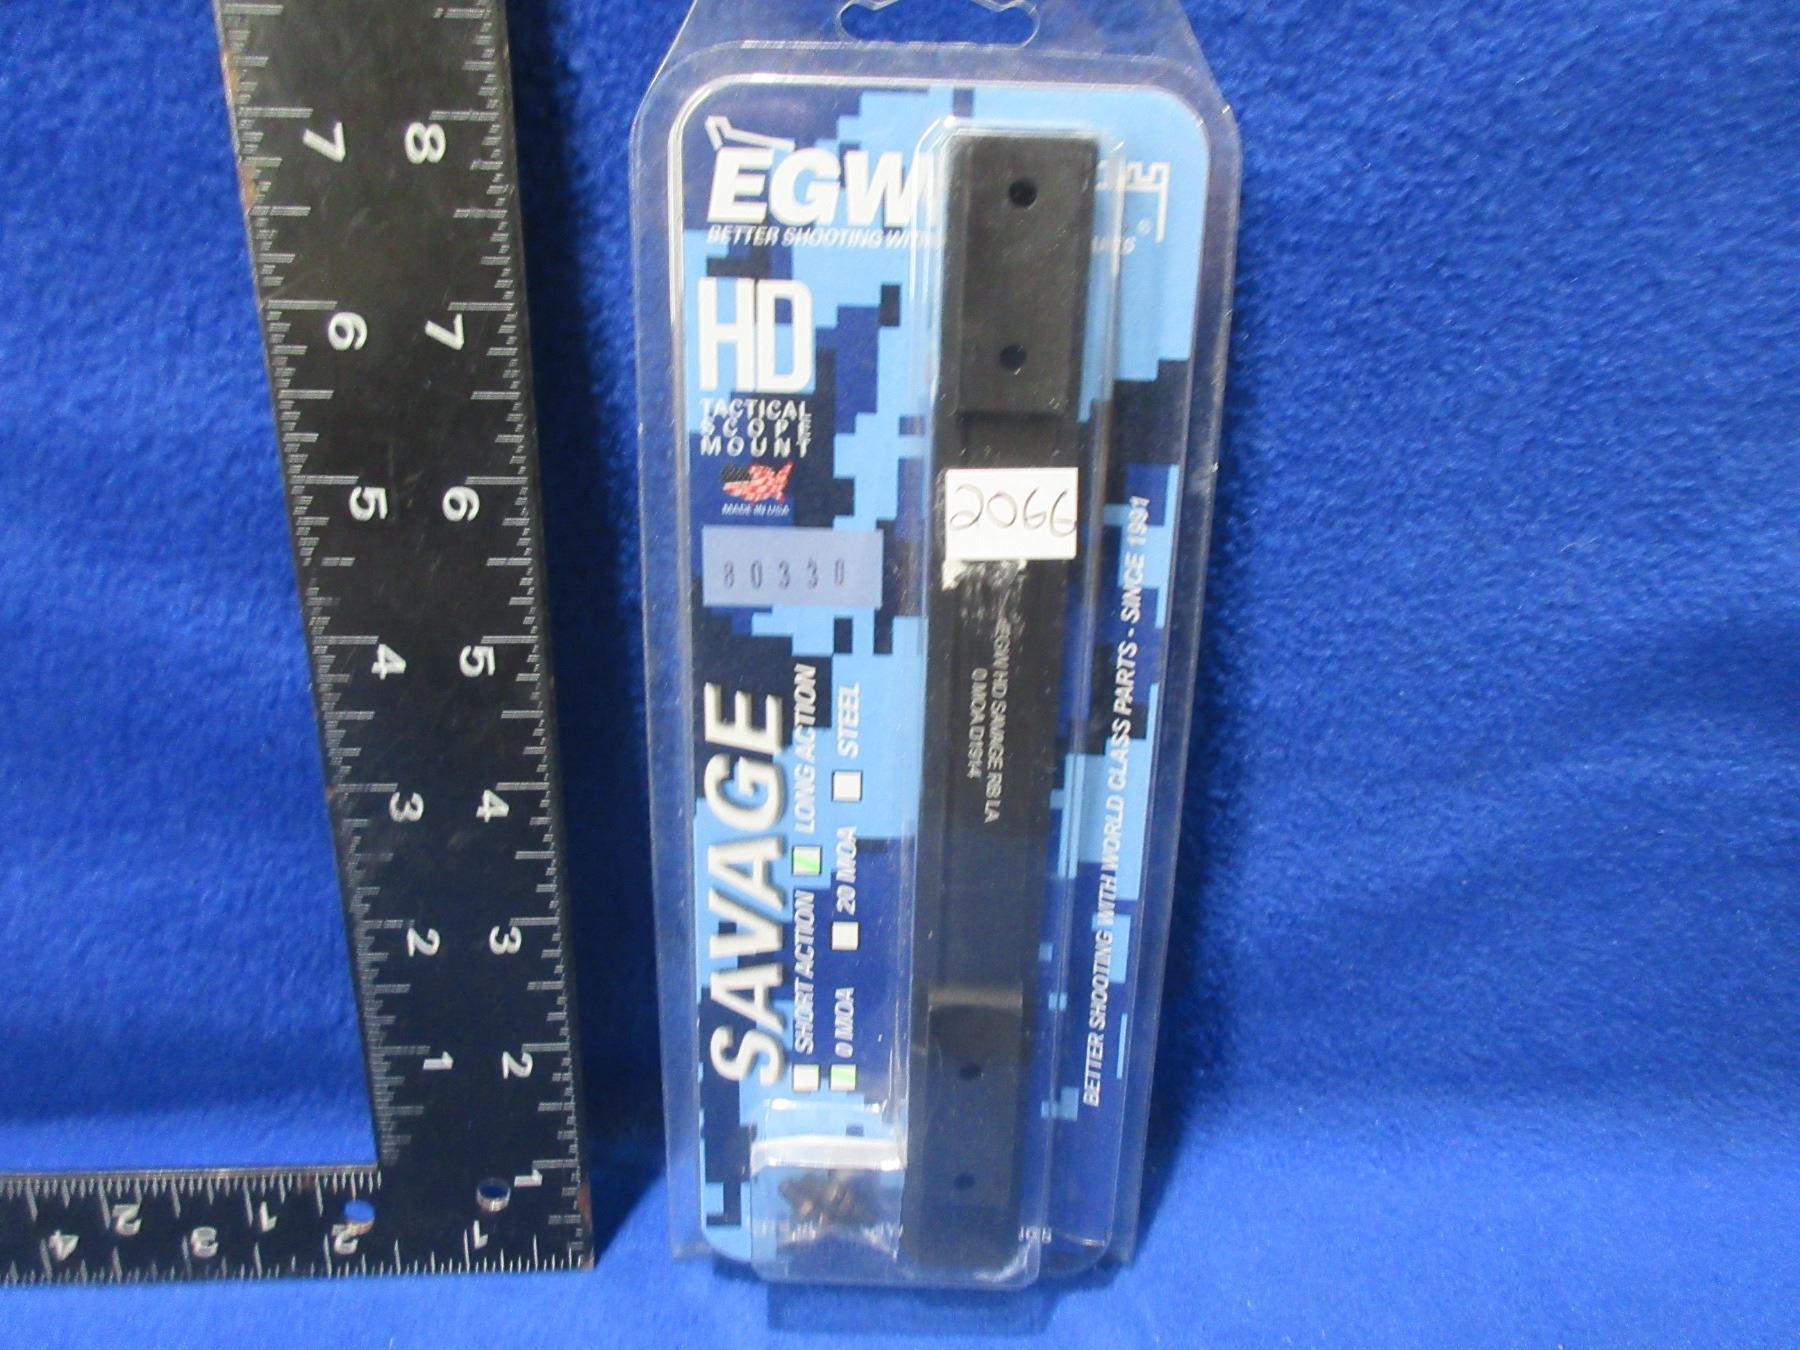 EGW
BETTER SHOOTING WITH
HD
TACTICAL
SCOPE
MOUNT
MADE IN USA
80330
2066
SAVAGE
SHORT ACTION LONG ACTION
0 MOA 20 MOA STEEL
EGW HD SAVAGE RB LA
0 MOA D1914
BETTER SHOOTING WITH WORLD CLASS PARTS - SINCE 1991
7 8
6 7
5 6
4 5
3 4
2 3
1 2
1
2 1
4 3 2 1